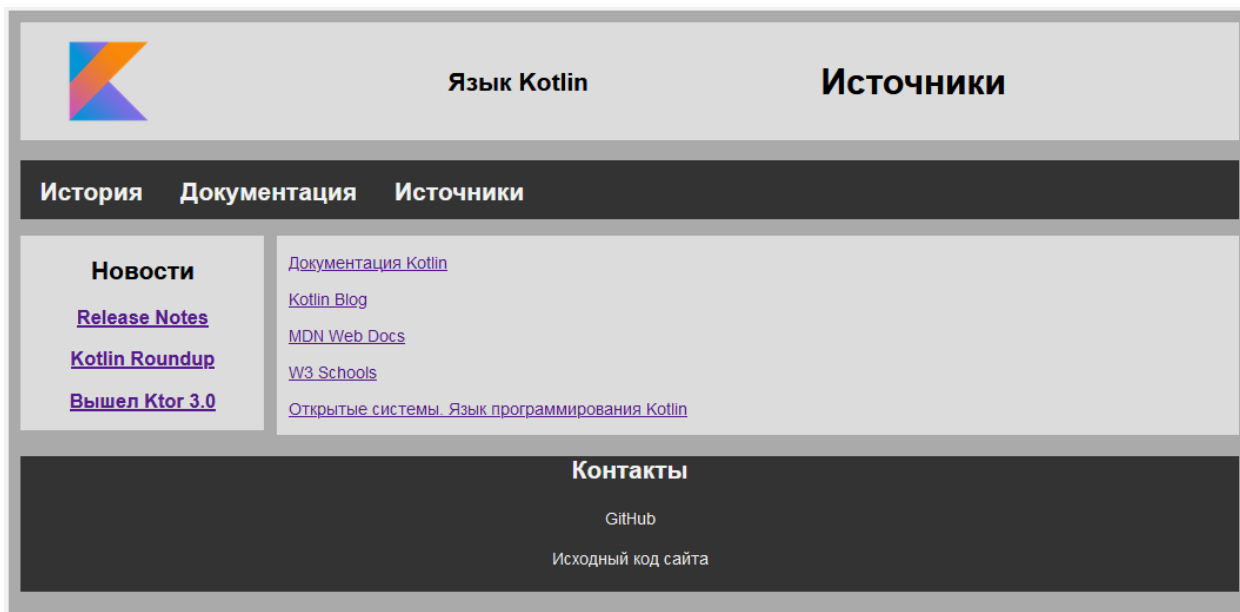 Язык Kotlin
Источники
История Документация Источники
Новости
Release Notes
Kotlin Roundup
Вышел Ktor 3.0
Документация Kotlin
Kotlin Blog
MDN Web Docs
W3 Schools
Открытые системы. Язык программирования Kotlin
Контакты
GitHub
Исходный код сайта